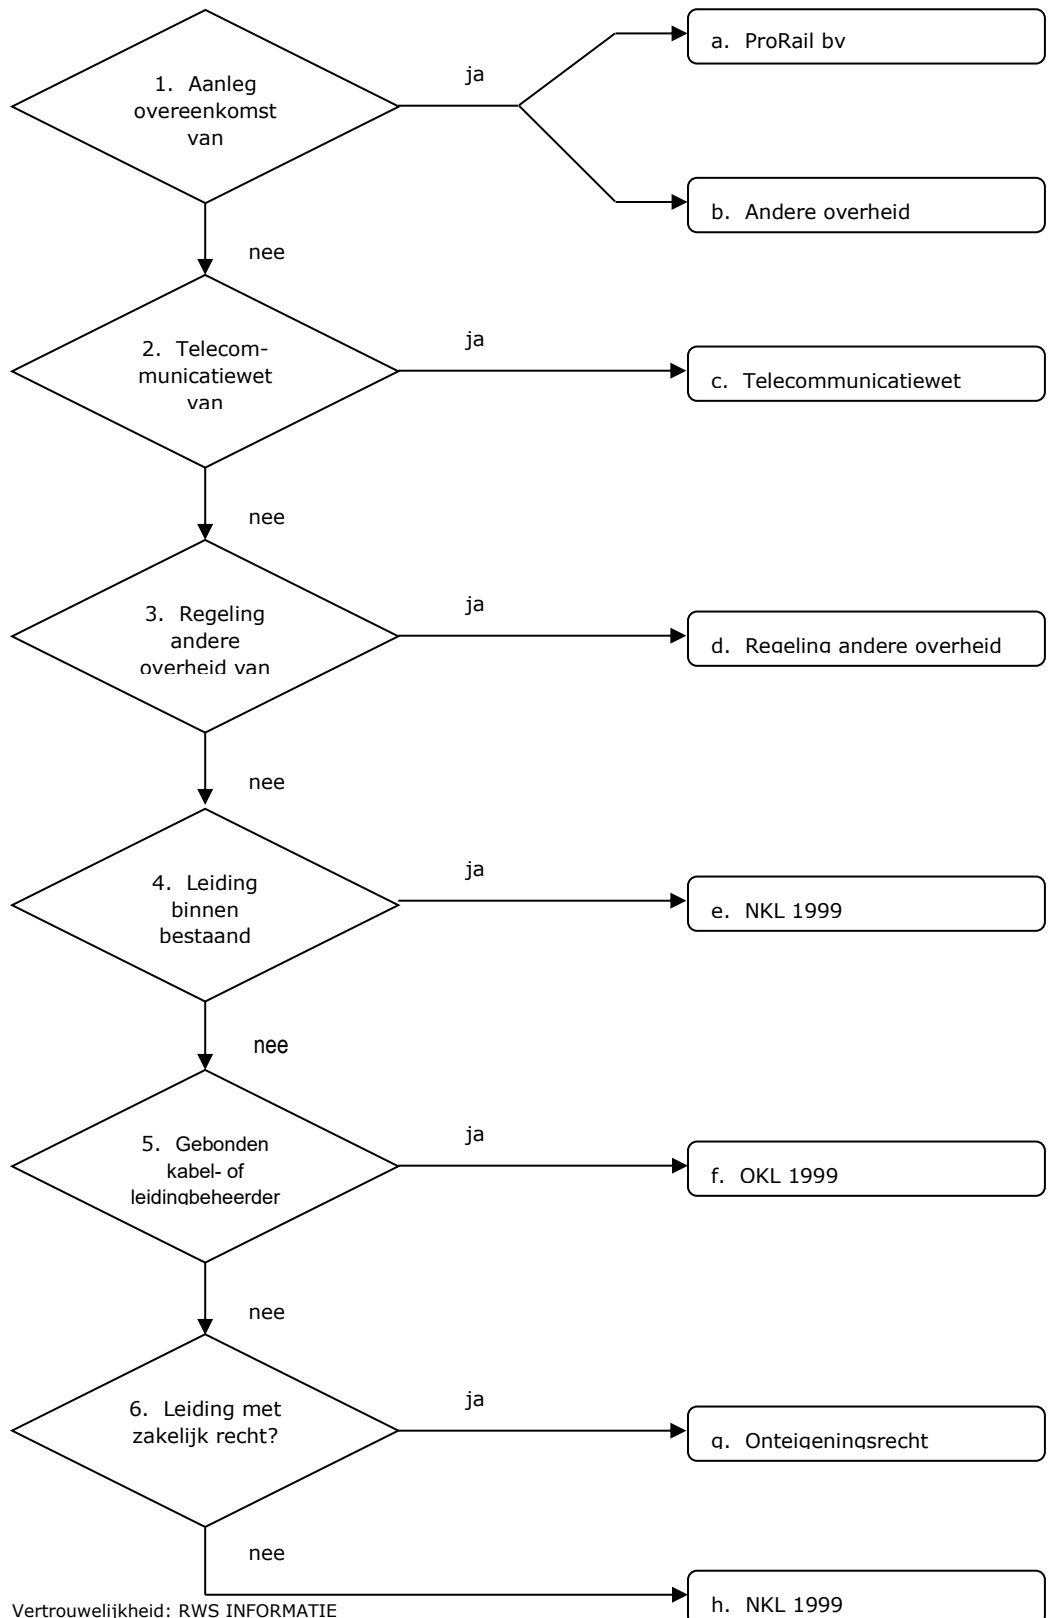 1. Aanleg
overeenkomst
van
ja
a. ProRail bv
b. Andere overheid
nee
2. Telecom-
municatiewet
van
ja
c. Telecommunicatiewet
nee
3. Regeling
andere
overheid van
ja
d. Regeling andere overheid
nee
4. Leiding
binnen
bestaand
ja
e. NKL 1999
nee
5. Gebonden
kabel- of
leidingbeheerder
ja
f. OKL 1999
nee
6. Leiding met
zakelijk recht?
ja
g. Onteigeningsrecht
nee
h. NKL 1999
Vertrouwelijkheid: RWS INFORMATIE